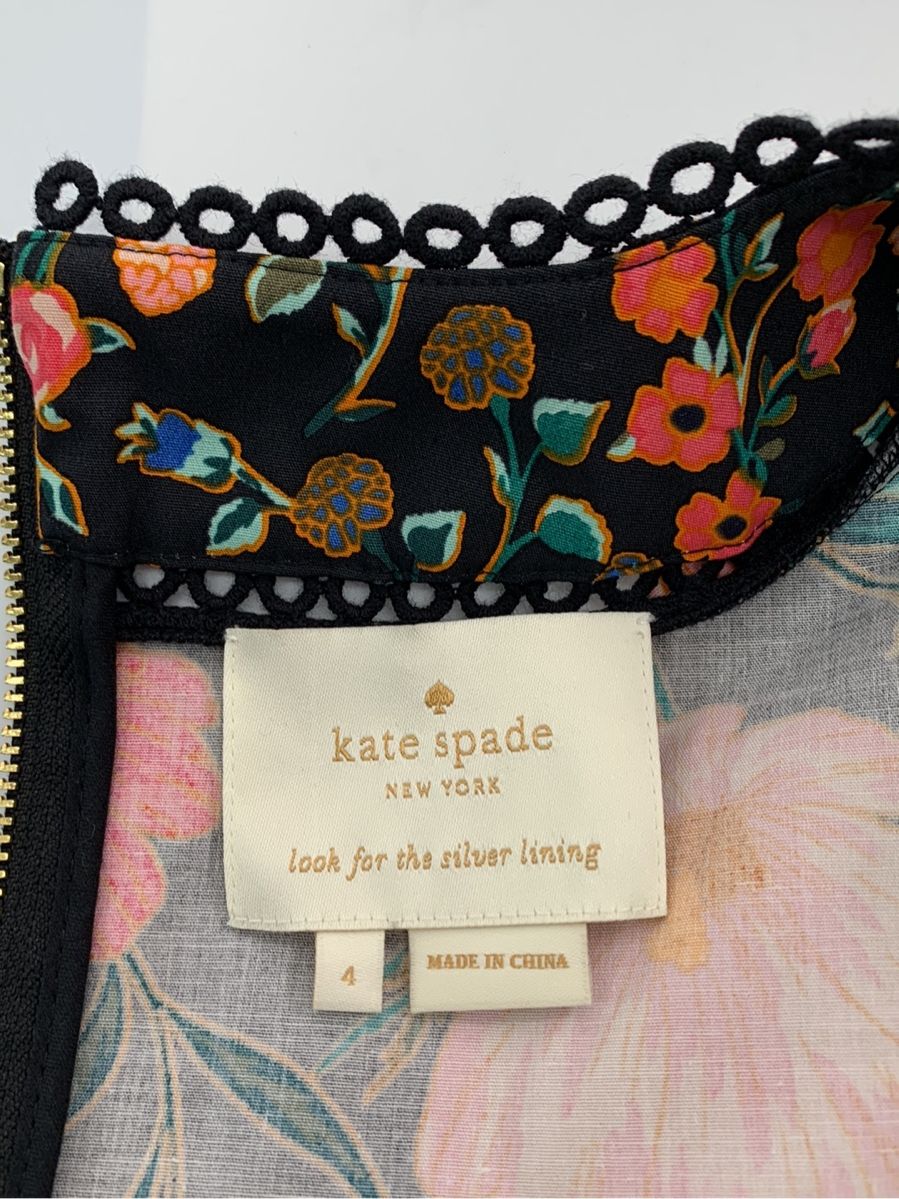 kate spade
NEW YORK
look for the silver lining
4
MADE IN CHINA